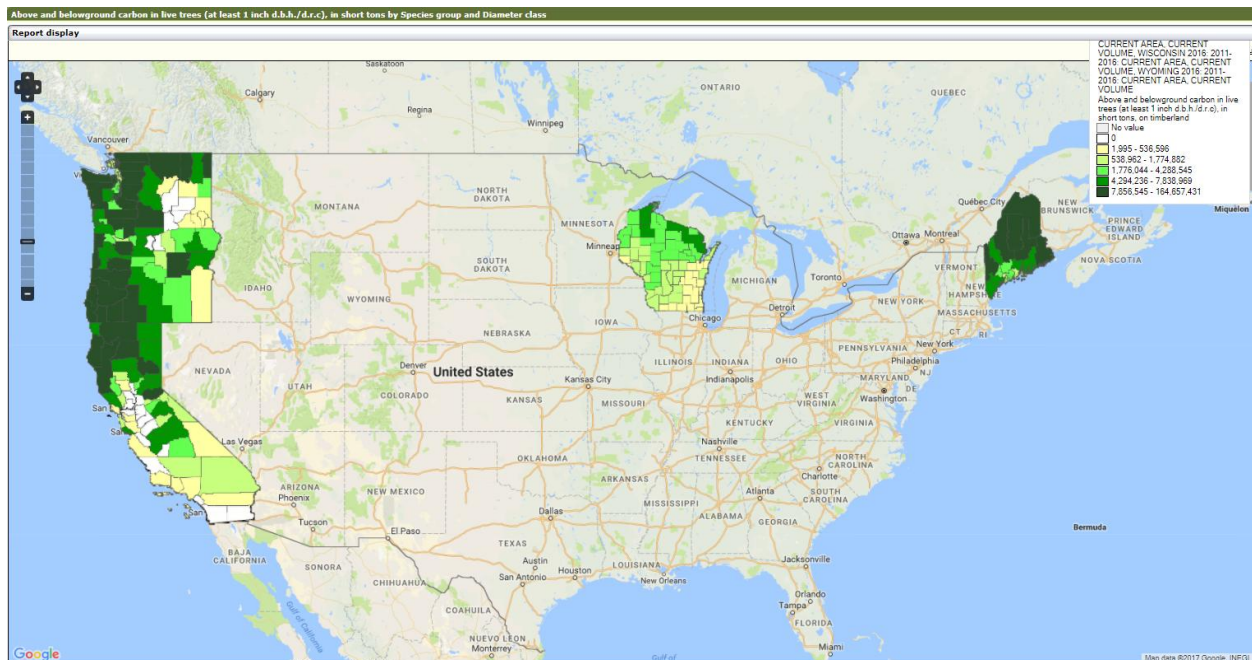 Above and belowground carbon in live trees (at least 1 inch d.b.h./d.r.c), in short tons by Species group and Diameter class
Report display
CURRENT AREA, CURRENT
VOLUME, WISCONSIN 2016: 2011-
2016: CURRENT AREA, CURRENT
VOLUME, WYOMING 2016: 2011-
2016: CURRENT AREA, CURRENT
VOLUME
Above and belowground carbon in live
trees (at least 1 inch d.b.h./d.r.c), in
short tons, on timberland
No value
0
1,995 - 536,596
538,962 - 1,774,882
1,776,044 - 4,288,545
4,294,236 - 7,838,969
7,856,545 - 164,657,431
Saskatoon
Calgary
Regina
Winnipeg
Vancouver
ONTARIO
QUEBEC
Québec City
NEW
BRUNSWICK
PRINCE
EDWARD
ISLAND
Miquelon
NOVA SCOTIA
Ottawa
Montreal
NORTH
DAKOTA
MONTANA
MINNESOTA
Minneap
SOUTH
DAKOTA
IDAHO
WYOMING
MICHIGAN
Toronto
VERMONT
NEW
HAMPSHIRE
MASSACHUSETTS
CT
RI
NEW YORK
Detroit
Chicago
IOWA
NEBRASKA
New York
PENNSYLVANIA
Philadelphia
NJ
OHIO
INDIANA
ILLINOIS
Indianapolis
MARYLAND
DE
Washington
WEST
VIRGINIA
VIRGINIA
NEVADA
UTAH
Denver
COLORADO
United States
KANSAS
Kansas City
MISSOURI
KENTUCKY
San
Sa
Las Vegas
Nashville
TENNESSEE
NORTH
CAROLINA
Charlotte
OKLAHOMA
ARKANSAS
ARIZONA
Phoenix
NEW MEXICO
SOUTH
CAROLINA
Atlanta
MISSISSIPPI
ALABAMA
GEORGIA
San
Tucson
El Paso
Dallas
TEXAS
Bermuda
BAJA
CALIFORNIA
SONORA
CHIHUAHUA
Austin
San Antonio
Houston
LOUISIANA
New Orleans
Jacksonville
Orlando
Tampa
FLORIDA
Miami
Gulf of California
COAHUILA
NUEVO LEON
Monterrey
Gulf of
Google
Map data ©2017 Google, INEGI